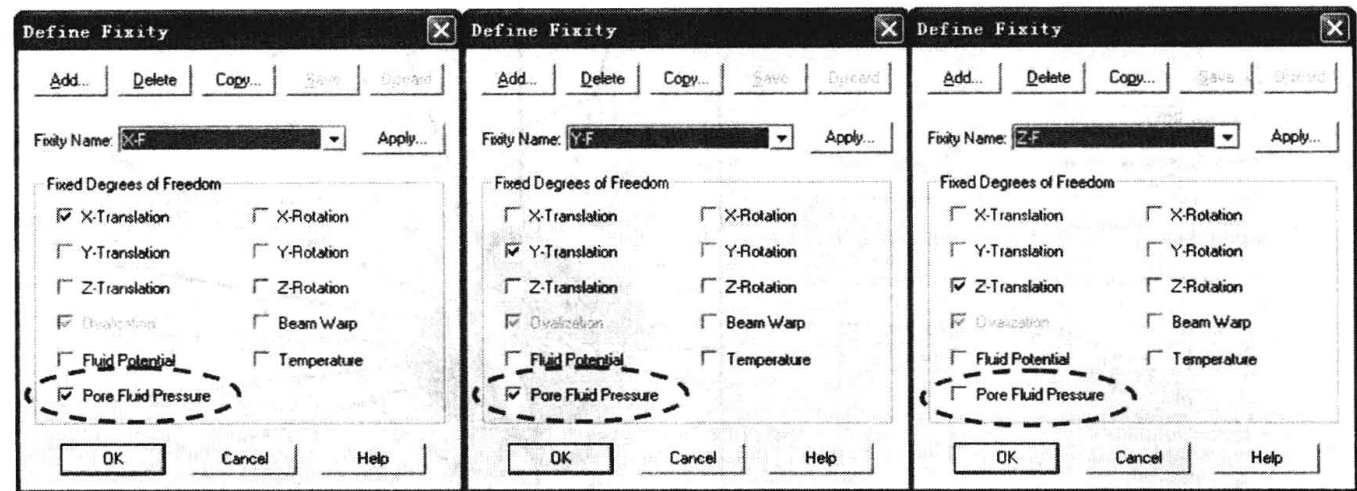 Define Fixity
Add... Delete Copy... Save Discard
Fixity Name: X-F Apply...
Fixed Degrees of Freedom
X-Translation X-Rotation
Y-Translation Y-Rotation
Z-Translation Z-Rotation
Ovalization Beam Warp
Fluid Potential Temperature
Pore Fluid Pressure
OK Cancel Help
Define Fixity
Add... Delete Copy... Save Discard
Fixity Name: Y-F Apply...
Fixed Degrees of Freedom
X-Translation X-Rotation
Y-Translation Y-Rotation
Z-Translation Z-Rotation
Ovalization Beam Warp
Fluid Potential Temperature
Pore Fluid Pressure
OK Cancel Help
Define Fixity
Add... Delete Copy... Save Discard
Fixity Name: Z-F Apply...
Fixed Degrees of Freedom
X-Translation X-Rotation
Y-Translation Y-Rotation
Z-Translation Z-Rotation
Ovalization Beam Warp
Fluid Potential Temperature
Pore Fluid Pressure
OK Cancel Help